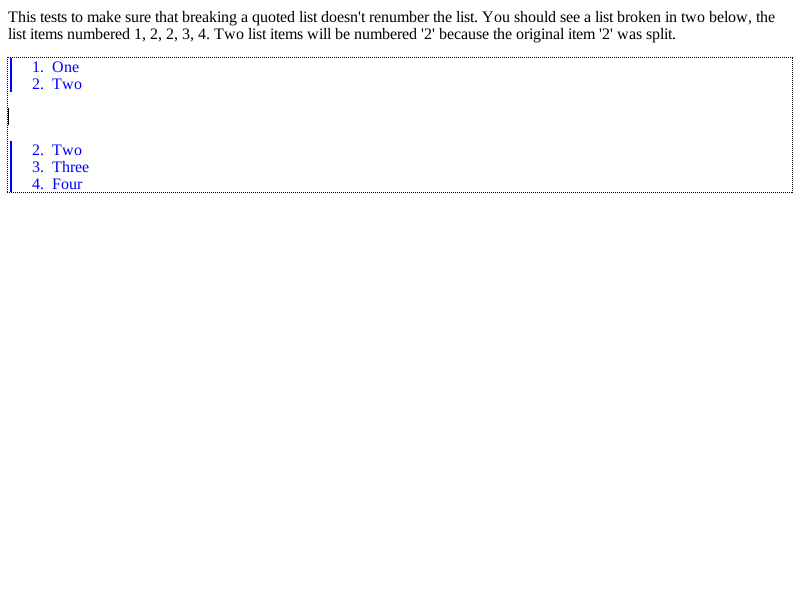 This tests to make sure that breaking a quoted list doesn't renumber the list. You should see a list broken in two below, the
list items numbered 1, 2, 2, 3, 4. Two list items will be numbered '2' because the original item '2' was split.
1. One
2. Two
2. Two
3. Three
4. Four